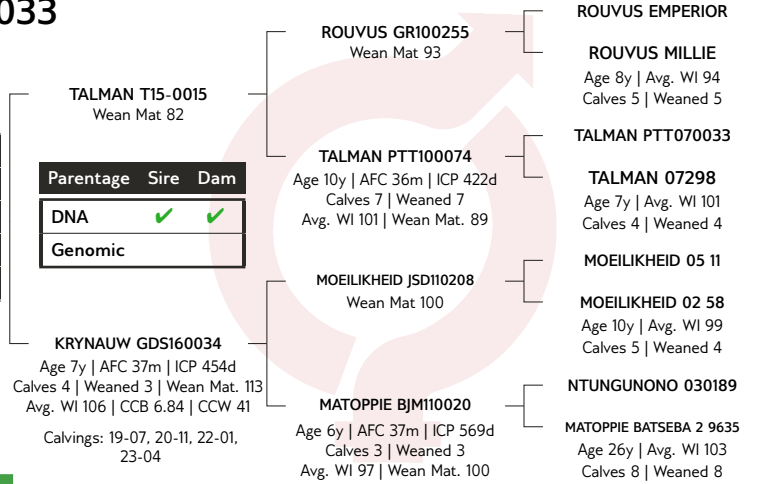 033
TALMAN T15-0015
Wean Mat 82
Parentage Sire Dam
DNA ✔ ✔
Genomic
KRYNAUW GDS160034
Age 7y | AFC 37m | ICP 454d
Calves 4 | Weaned 3 | Wean Mat. 113
Avg. WI 106 | CCB 6.84 | CCW 41
Calvings: 19-07, 20-11, 22-01,
23-04
ROUVUS GR100255
Wean Mat 93
TALMAN PTT100074
Age 10y | AFC 36m | ICP 422d
Calves 7 | Weaned 7
Avg. WI 101 | Wean Mat. 89
MOEILIKHEID JSD110208
Wean Mat 100
MATOPPIE BJM110020
Age 6y | AFC 37m | ICP 569d
Calves 3 | Weaned 3
Avg. WI 97 | Wean Mat. 100
ROUVUS EMPERIOR
ROUVUS MILLIE
Age 8y | Avg. WI 94
Calves 5 | Weaned 5
TALMAN PTT070033
TALMAN 07298
Age 7y | Avg. WI 101
Calves 4 | Weaned 4
MOEILIKHEID 05 11
MOEILIKHEID 02 58
Age 10y | Avg. WI 99
Calves 5 | Weaned 4
NTUNGUNONO 030189
MATOPPIE BATSEBA 2 9635
Age 26y | Avg. WI 103
Calves 8 | Weaned 8